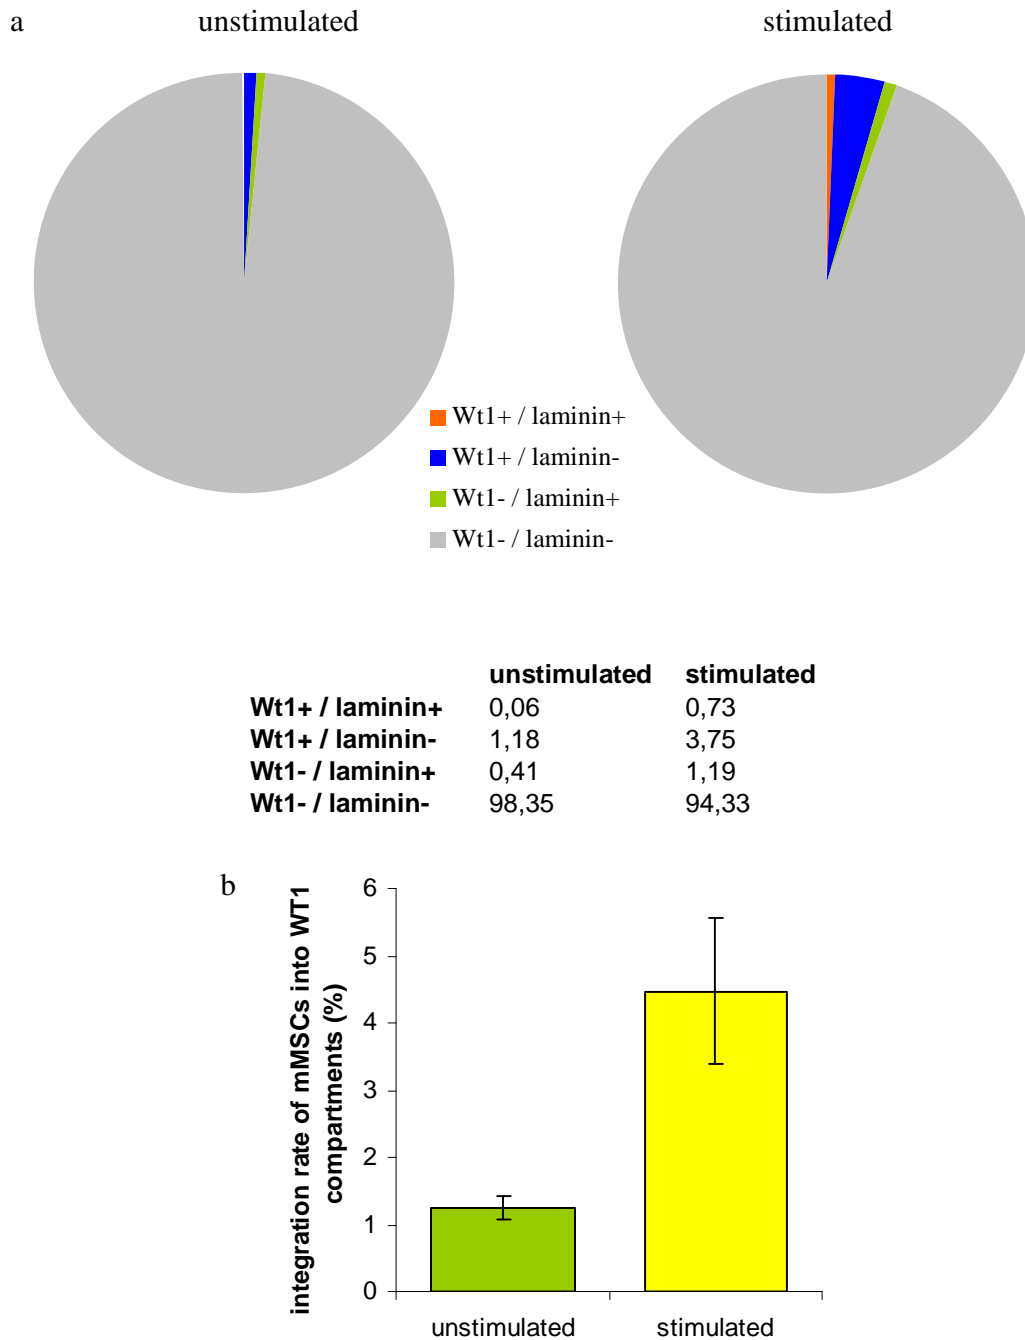 a
unstimulated
stimulated
Wt1+ / laminin+
Wt1+ / laminin-
Wt1- / laminin+
Wt1- / laminin-
unstimulated stimulated
Wt1+ / laminin+ 0,06 0,73
Wt1+ / laminin- 1,18 3,75
Wt1- / laminin+ 0,41 1,19
Wt1- / laminin- 98,35 94,33
b
integration rate of mMSCs into WT1
compartments (%)
6
5
4
3
2
1
0
unstimulated
stimulated